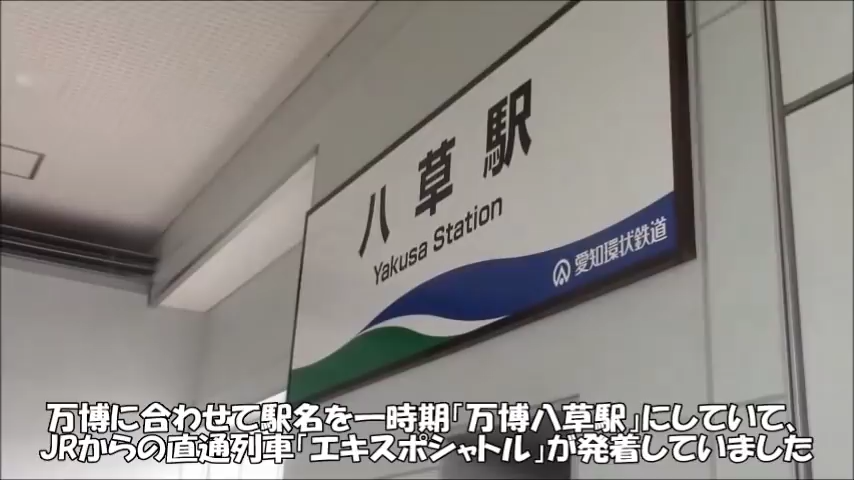 八草駅
Yakusa Station
愛知環状鉄道
万博に合わせて駅名を一時期｢万博八草駅｣にしていて、
JRからの直通列車｢エキスポシャトル｣が発着していました